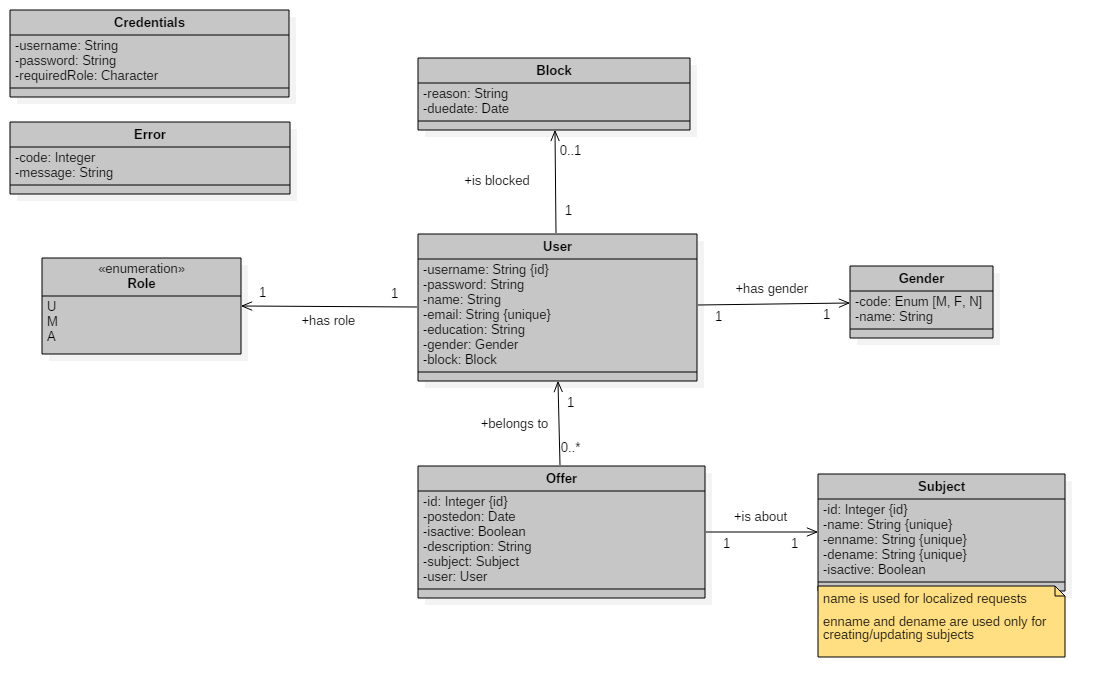 Credentials
-username: String
-password: String
-requiredRole: Character
Error
-code: Integer
-message: String
Block
-reason: String
-duedate: Date
0..1
+is blocked
1
«enumeration»
Role
U
M
A
1
1
+has role
User
-username: String {id}
-password: String
-name: String
-email: String {unique}
-education: String
-gender: Gender
-block: Block
+has gender
1
1
Gender
-code: Enum [M, F, N]
-name: String
1
+belongs to
0..*
Offer
-id: Integer {id}
-postedon: Date
-isactive: Boolean
-description: String
-subject: Subject
-user: User
+is about
1
1
Subject
-id: Integer {id}
-name: String {unique}
-enname: String {unique}
-dename: String {unique}
-isactive: Boolean
name is used for localized requests
enname and dename are used only for
creating/updating subjects